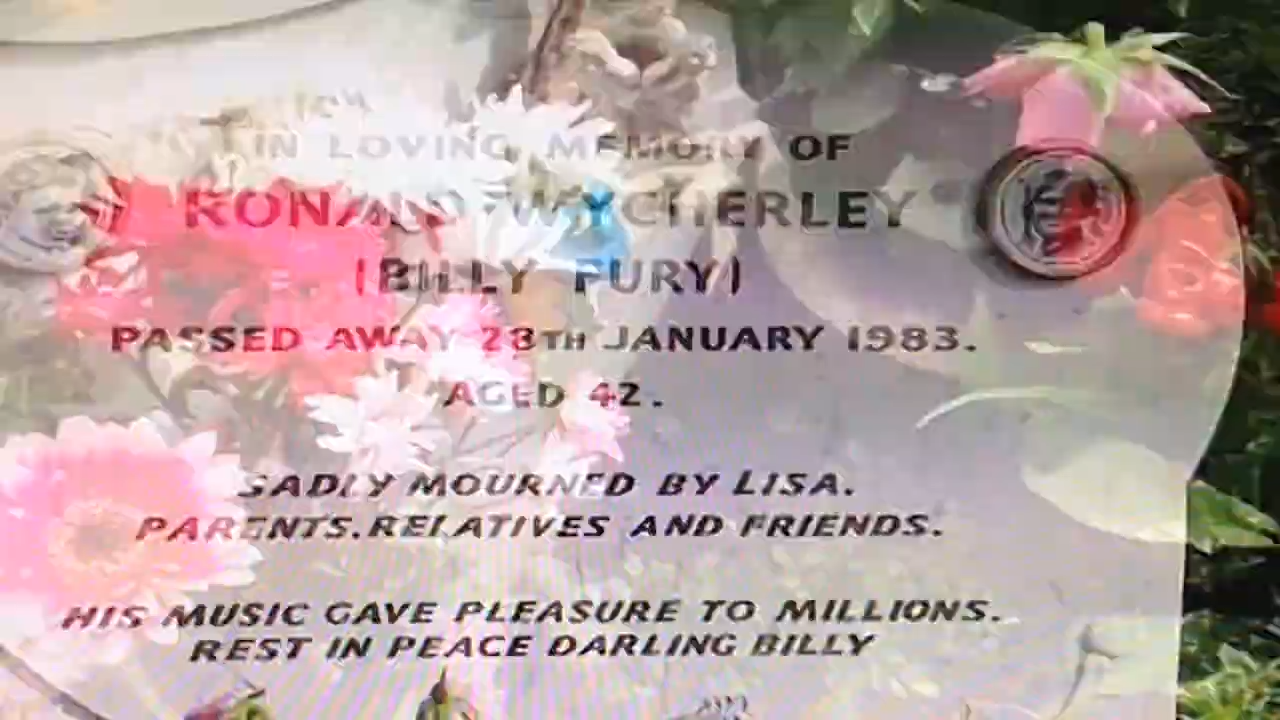 IN LOVING MEMORY OF
RONALD WYCHERLEY
(BILLY FURY)
PASSED AWAY 28TH JANUARY 1983.
AGED 42.
SADLY MOURNED BY LISA.
PARENTS. RELATIVES AND FRIENDS.
HIS MUSIC GAVE PLEASURE TO MILLIONS.
REST IN PEACE DARLING BILLY